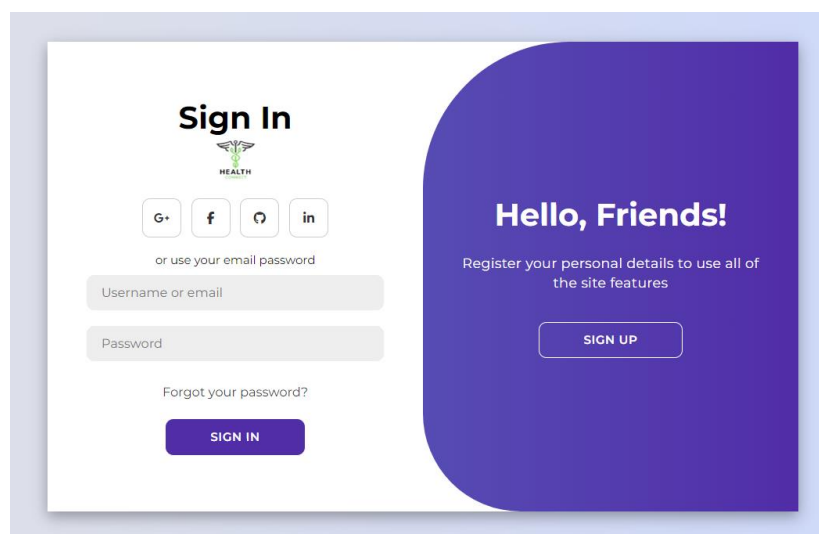 Sign In
HEALTH
G+
f
in
or use your email password
Username or email
Password
Forgot your password?
SIGN IN
Hello, Friends!
Register your personal details to use all of
the site features
SIGN UP